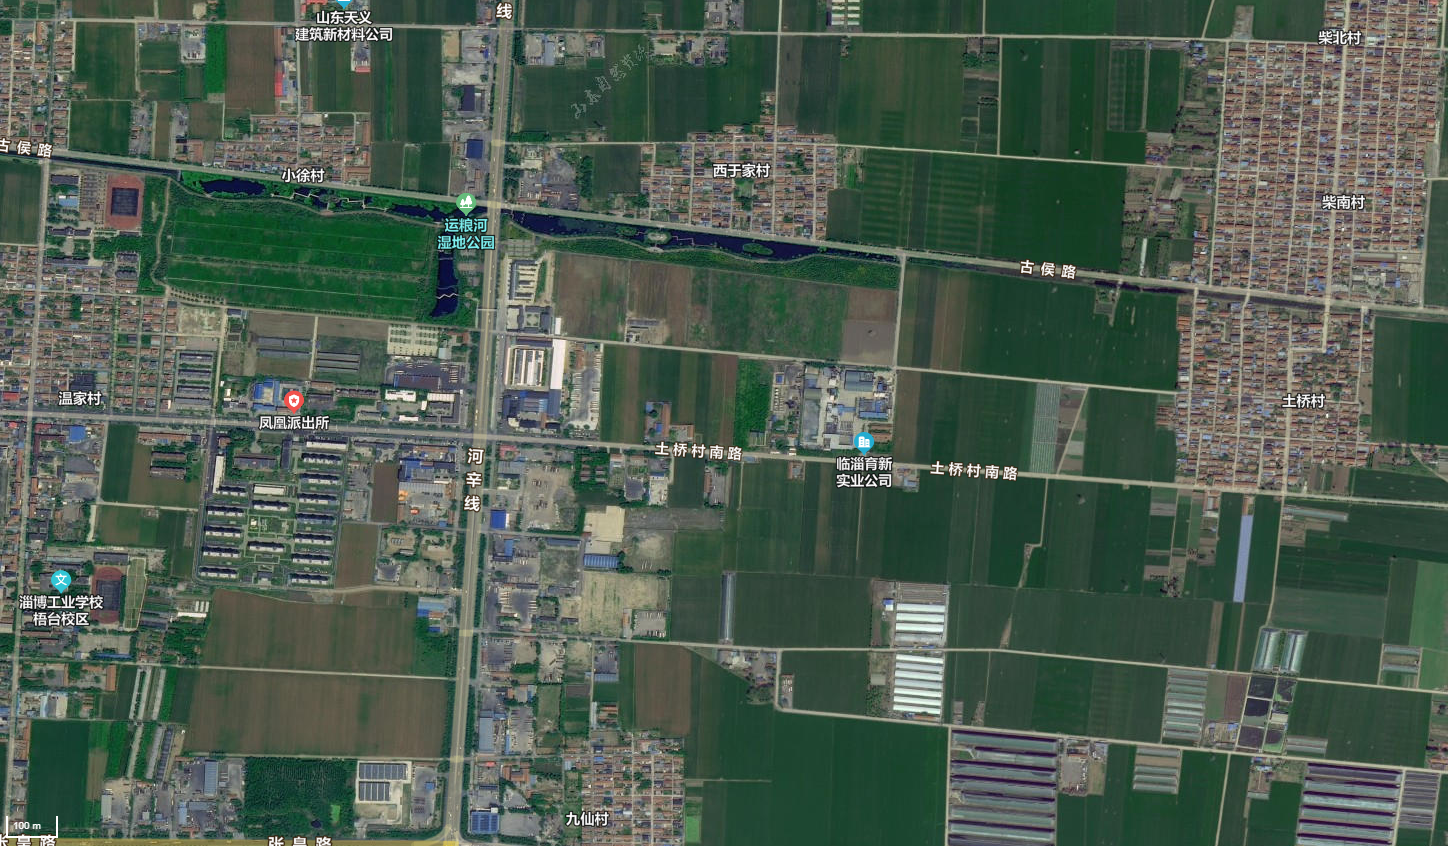 线
山东天义
建筑新材料公司
柴北村
古侯路
小徐村
西于家村
柴南村
运粮河
湿地公园
古侯路
温家村
土桥村
凤凰派出所
土桥村南路
临淄育新
实业公司
土桥村南路
河辛线
文
淄博工业学校
梧台校区
九仙村
100 m
张皇路
张皇路